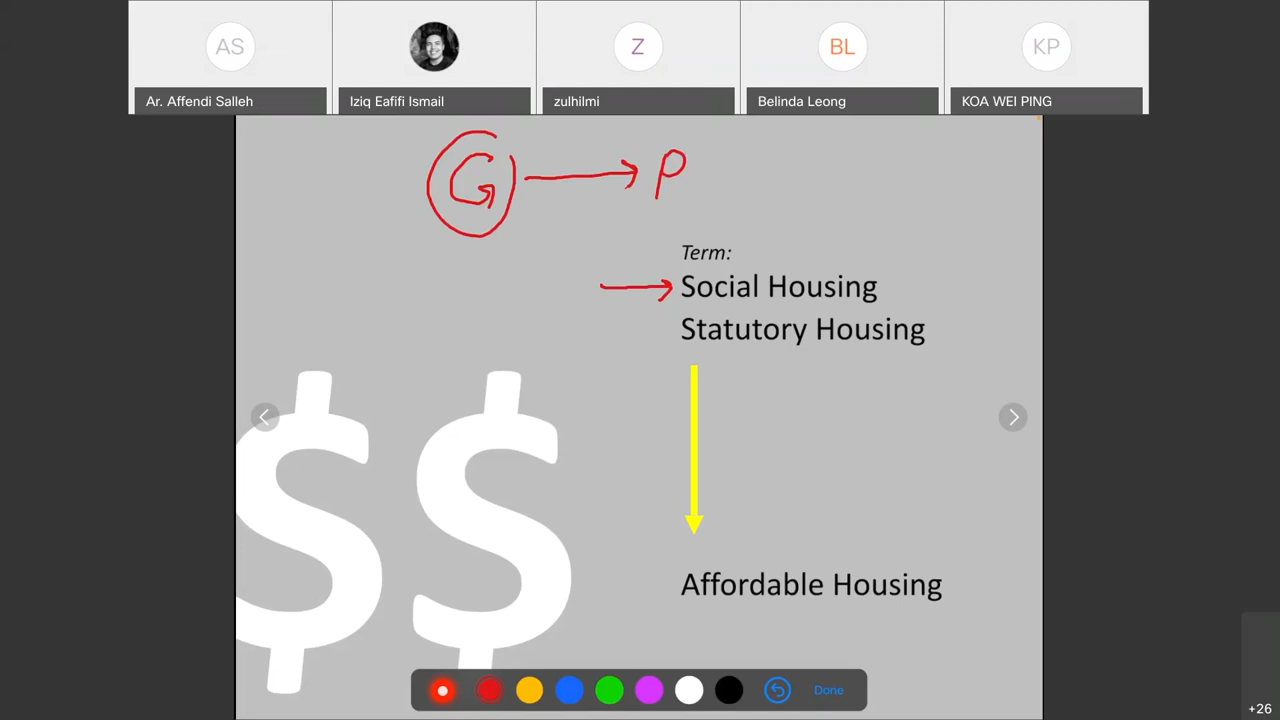 AS
Z
BL
KP
Ar. Affendi Salleh
Iziq Eafifi Ismail
zulhilmi
Belinda Leong
KOA WEI PING
G → P
Term:
→ Social Housing
Statutory Housing
Affordable Housing
$$
Done
+26